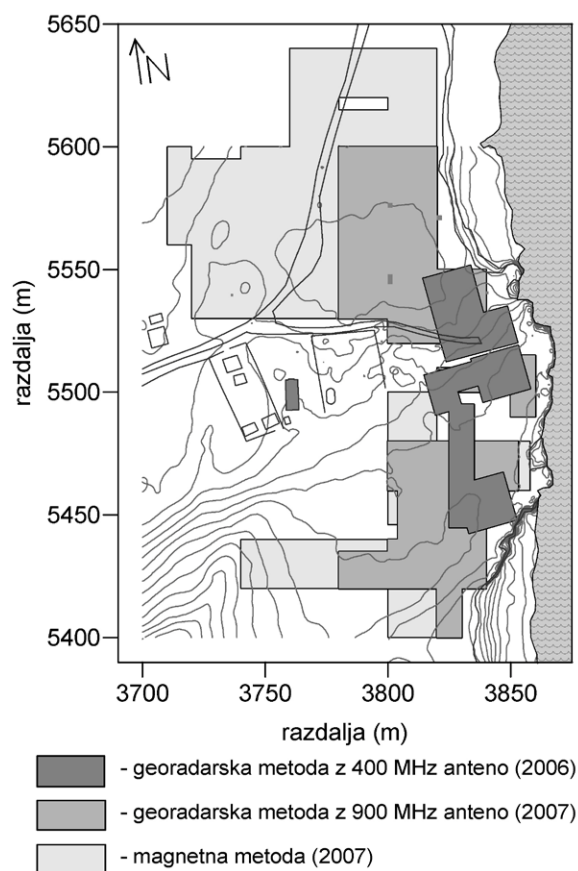 5650
N
5600
5550
5500
5450
5400
razdalja (m)
3700 3750 3800 3850
razdalja (m)
- georadarska metoda z 400 MHz anteno (2006)
- georadarska metoda z 900 MHz anteno (2007)
- magnetna metoda (2007)